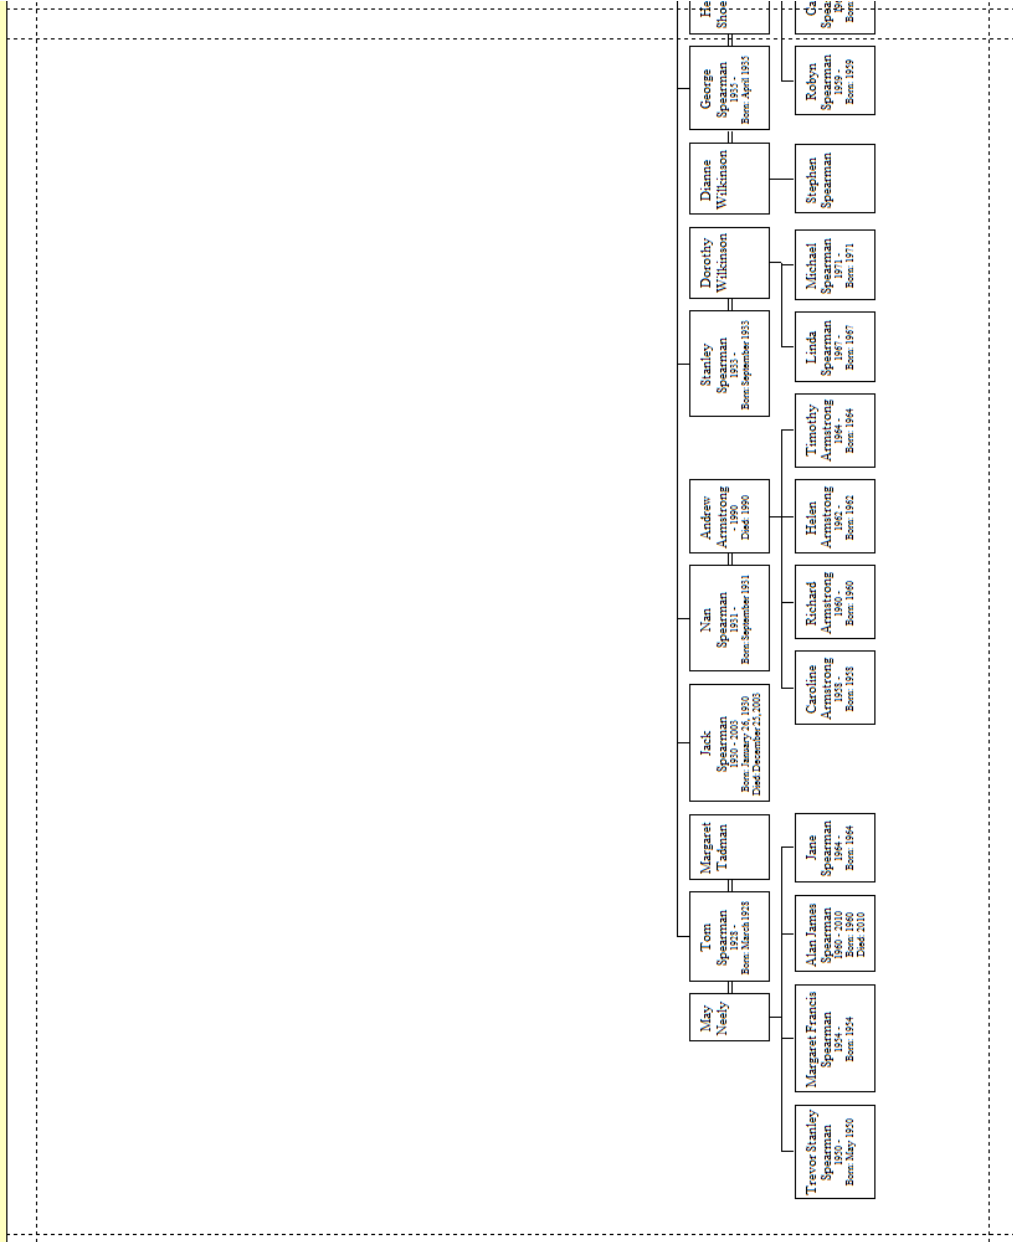 May
Neely
Tom
Spearman
1928 -
Born: March 1928
Margaret
Tadman
Jack
Spearman
1930 - 2003
Born: January 26, 1930
Died: December 25, 2003
Nan
Spearman
1931 -
Born: September 1931
Andrew
Armstrong
- 1990
Died: 1990
Stanley
Spearman
1933 -
Born: September 1933
Dorothy
Wilkinson
Dianne
Wilkinson
George
Spearman
1935 -
Born: April 1935
Trevor Stanley
Spearman
1950 -
Born: May 1950
Margaret Francis
Spearman
1954 -
Born: 1954
Alan James
Spearman
1960 - 2010
Born: 1960
Died: 2010
Jane
Spearman
1964 -
Born: 1964
Caroline
Armstrong
1958 -
Born: 1958
Richard
Armstrong
1960 -
Born: 1960
Helen
Armstrong
1962 -
Born: 1962
Timothy
Armstrong
1964 -
Born: 1964
Linda
Spearman
1967 -
Born: 1967
Michael
Spearman
1971 -
Born: 1971
Stephen
Spearman
Robyn
Spearman
1959 -
Born: 1959
Born: